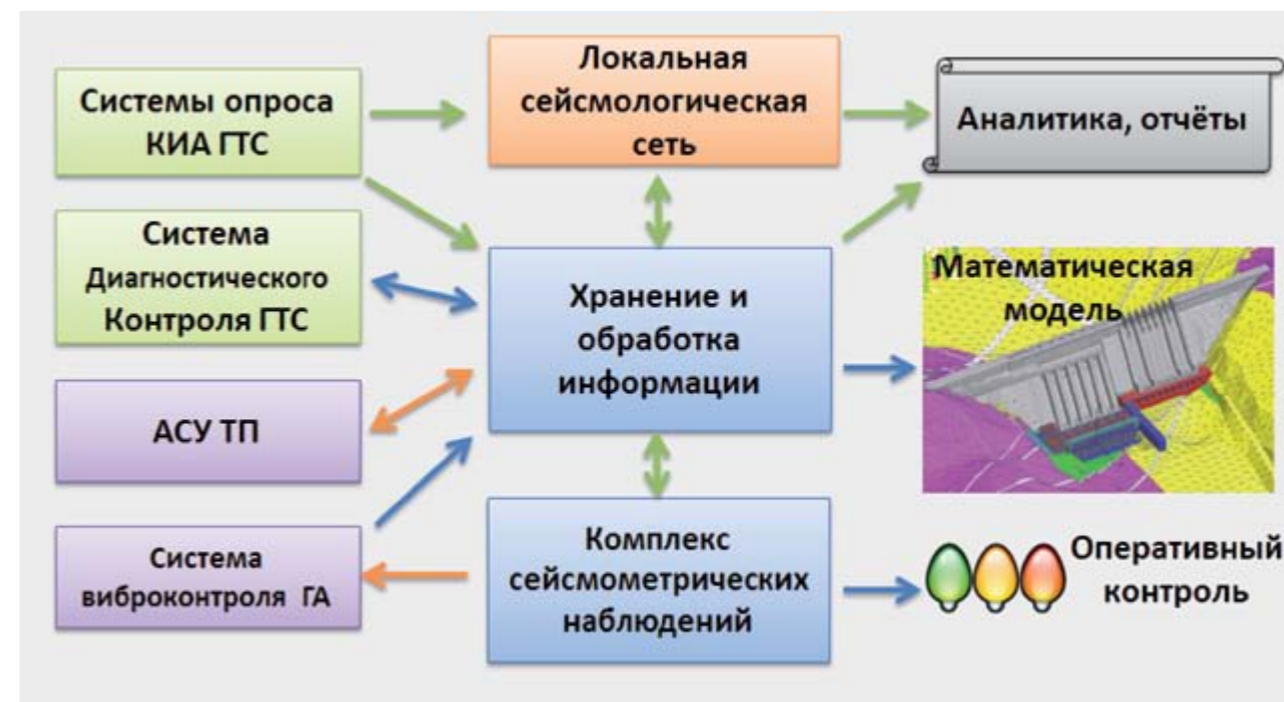 Системы опроса
КИА ГТС
Локальная
сейсмологическая
сеть
Аналитика, отчёты
Система
Диагностического
Контроля ГТС
Хранение и
обработка
информации
Математическая
модель
АСУ ТП
Система
виброконтроля ГА
Комплекс
сейсмометрических
наблюдений
Оперативный
контроль